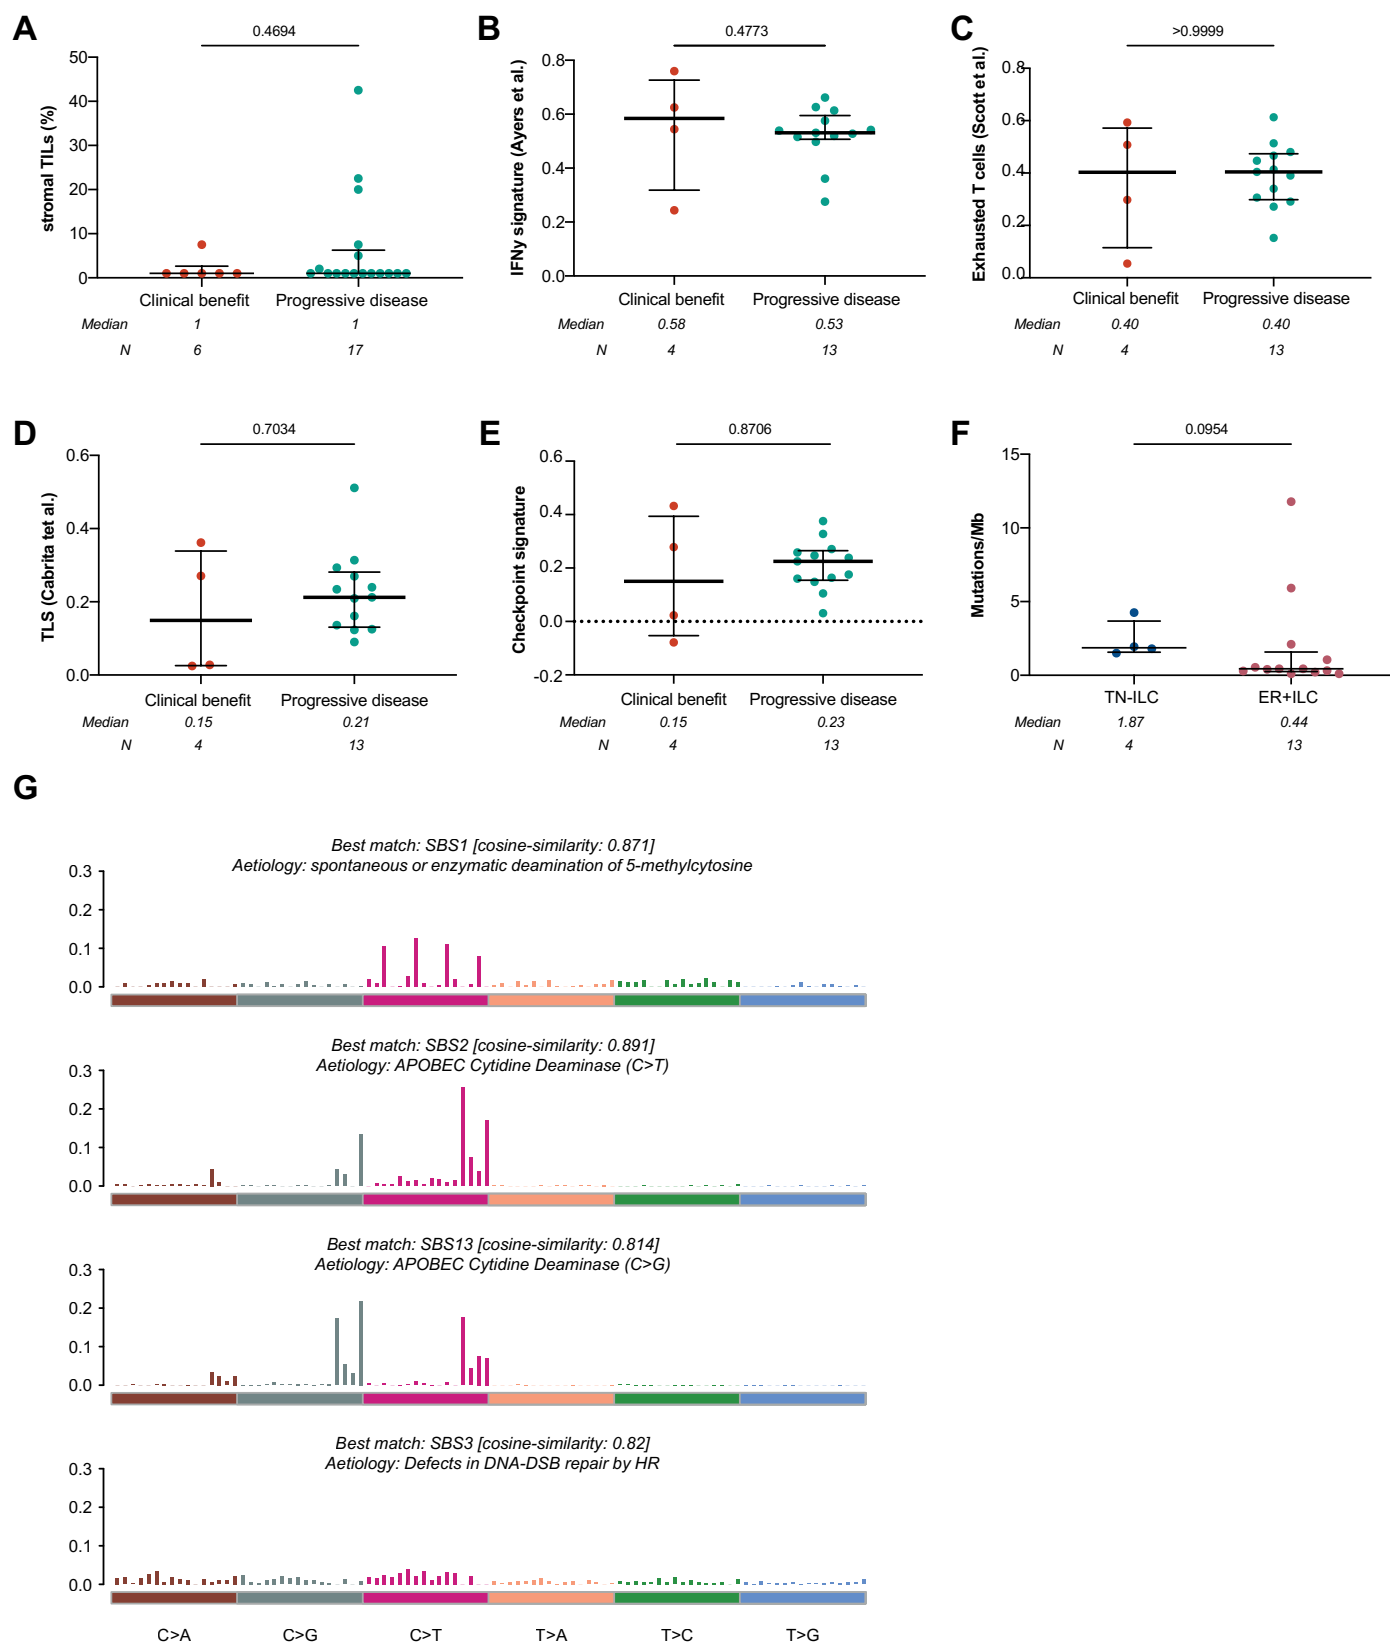 A
0.4694
stromal TILs (%)
50
40
30
20
10
0
Clinical benefit Progressive disease
Median 1 1
N 6 17
B
0.4773
IFNy signature (Ayers et al.)
0.8
0.6
0.4
0.2
0.0
Clinical benefit Progressive disease
Median 0.58 0.53
N 4 13
C
>0.9999
Exhausted T cells (Scott et al.)
0.8
0.6
0.4
0.2
0.0
Clinical benefit Progressive disease
Median 0.40 0.40
N 4 13
D
0.7034
TLS (Cabrita tet al.)
0.6
0.4
0.2
0.0
Clinical benefit Progressive disease
Median 0.15 0.21
N 4 13
E
0.8706
Checkpoint signature
0.6
0.4
0.2
0.0
-0.2
Clinical benefit Progressive disease
Median 0.15 0.23
N 4 13
F
0.0954
Mutations/Mb
15
10
5
0
TN-ILC ER+ILC
Median 1.87 0.44
N 4 13
G
Best match: SBS1 [cosine-similarity: 0.871]
Aetiology: spontaneous or enzymatic deamination of 5-methylcytosine
0.3
0.2
0.1
0.0
Best match: SBS2 [cosine-similarity: 0.891]
Aetiology: APOBEC Cytidine Deaminase (C>T)
0.3
0.2
0.1
0.0
Best match: SBS13 [cosine-similarity: 0.814]
Aetiology: APOBEC Cytidine Deaminase (C>G)
0.3
0.2
0.1
0.0
Best match: SBS3 [cosine-similarity: 0.82]
Aetiology: Defects in DNA-DSB repair by HR
0.3
0.2
0.1
0.0
C>A C>G C>T T>A T>C T>G